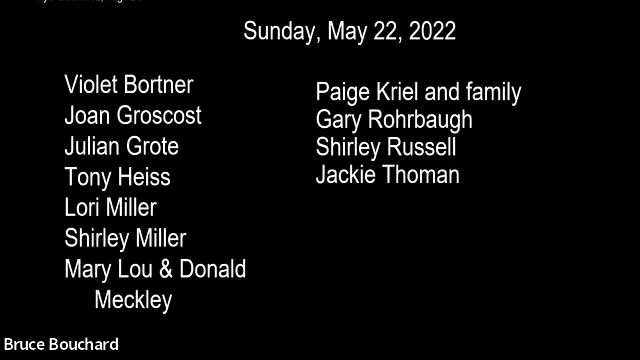 Sunday, May 22, 2022
Violet Bortner
Joan Groscost
Julian Grote
Tony Heiss
Lori Miller
Shirley Miller
Mary Lou & Donald
Meckley
Paige Kriel and family
Gary Rohrbaugh
Shirley Russell
Jackie Thoman
Bruce Bouchard